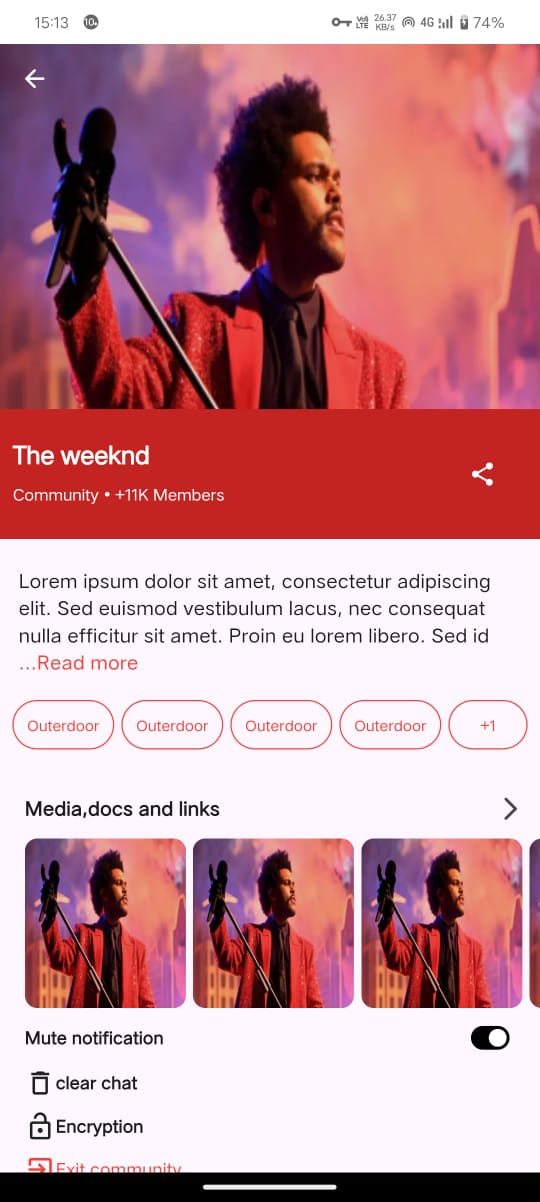 15:13 10+ Vo) LTE 26.37 KB/s 4G 74%
The weeknd
Community • +11K Members
Lorem ipsum dolor sit amet, consectetur adipiscing
elit. Sed euismod vestibulum lacus, nec consequat
nulla efficitur sit amet. Proin eu lorem libero. Sed id
...Read more
Outerdoor Outerdoor Outerdoor Outerdoor +1
Media,docs and links
Mute notification
clear chat
Encryption
Exit community